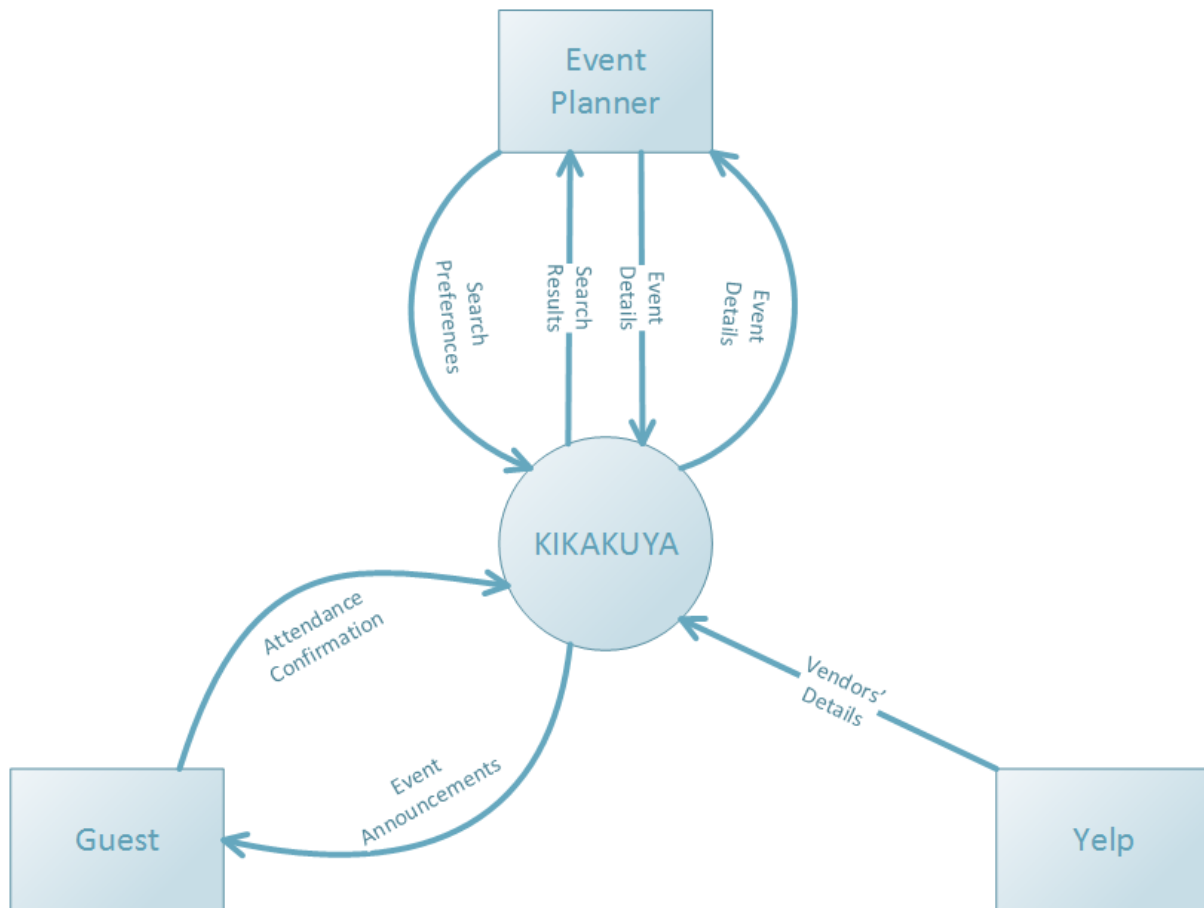 Event
Planner
Search
Preferences
Search
Results
Event
Details
Event
Details
KIKAKUYA
Attendance
Confirmation
Event
Announcements
Vendors’
Details
Guest
Yelp